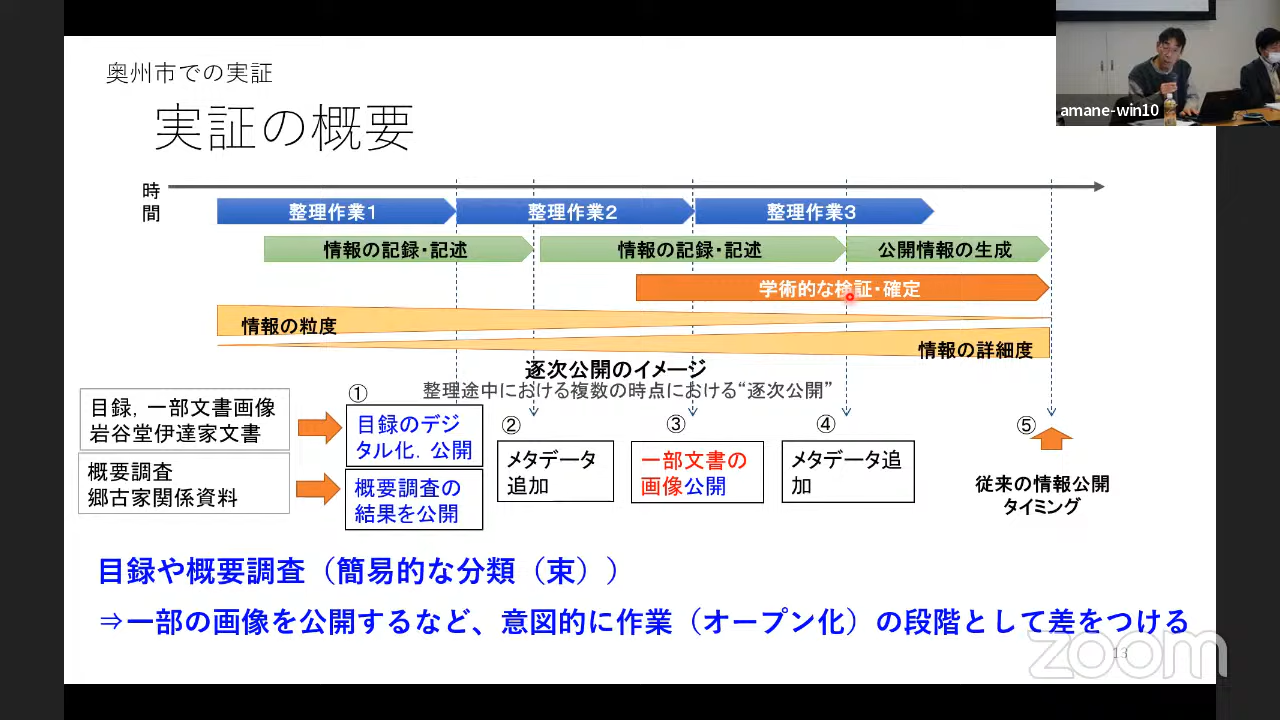 奥州市での実証
実証の概要
amane-win10
時
間
整理作業1
整理作業2
整理作業3
情報の記録・記述
情報の記録・記述
公開情報の生成
学術的な検証・確定
情報の粒度
情報の詳細度
逐次公開のイメージ
整理途中における複数の時点における“逐次公開”
目録，一部文書画像
岩谷堂伊達家文書
概要調査
郷古家関係資料
①
目録のデジ
タル化．公開
概要調査の
結果を公開
②
メタデータ
追加
③
一部文書の
画像公開
④
メタデータ追
加
⑤
従来の情報公開
タイミング
目録や概要調査（簡易的な分類（束））
⇒一部の画像を公開するなど、意図的に作業（オープン化）の段階として差をつける
13
zoom